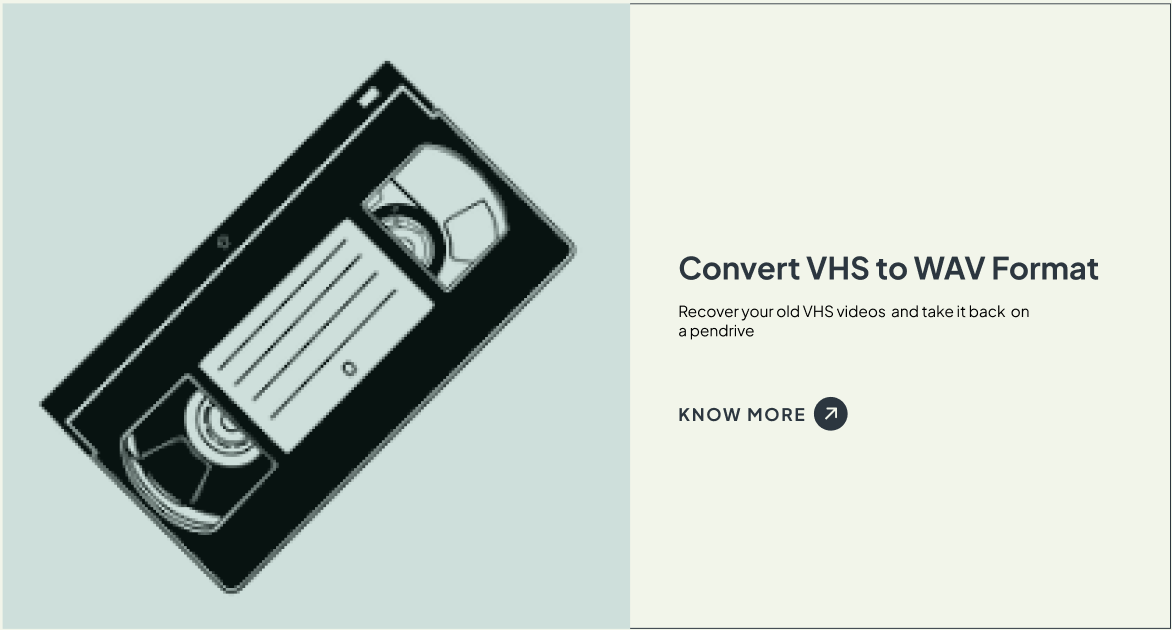 Convert VHS to WAV Format
Recover your old VHS videos and take it back on
a pendrive
KNOW MORE